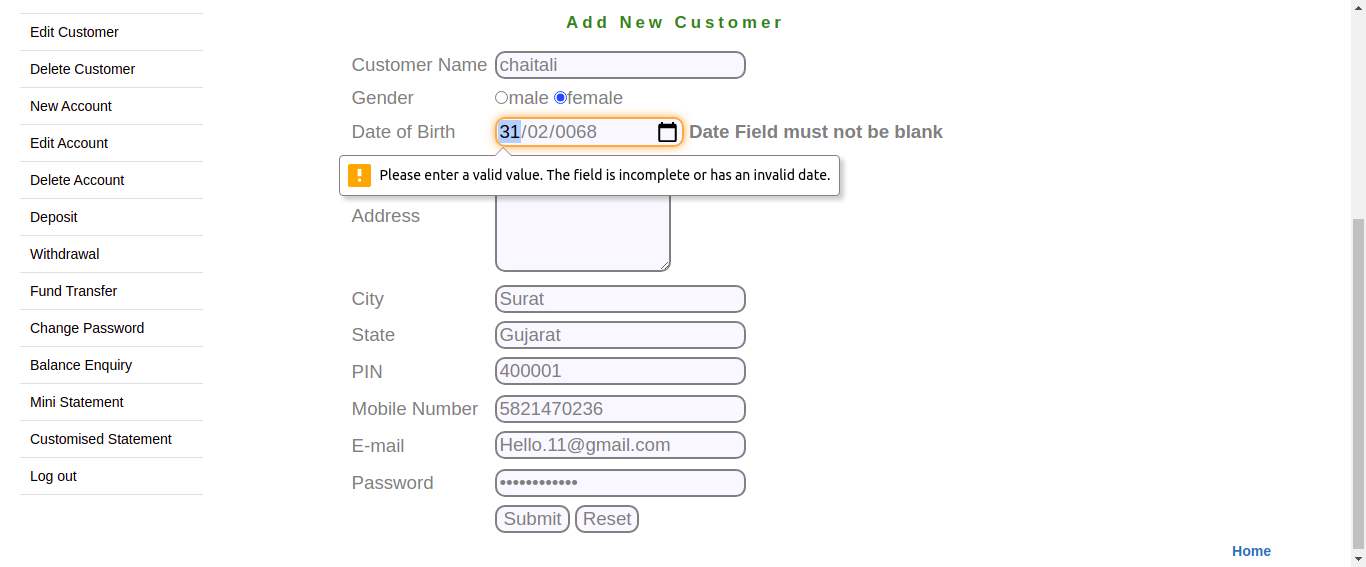 Add New Customer
Edit Customer
Delete Customer
New Account
Edit Account
Delete Account
Deposit
Withdrawal
Fund Transfer
Change Password
Balance Enquiry
Mini Statement
Customised Statement
Log out
Customer Name chaitali
Gender male female
Date of Birth 31/02/0068 Date Field must not be blank
Please enter a valid value. The field is incomplete or has an invalid date.
Address
City Surat
State Gujarat
PIN 400001
Mobile Number 5821470236
E-mail Hello.11@gmail.com
Password ••••••••••••
Submit Reset
Home